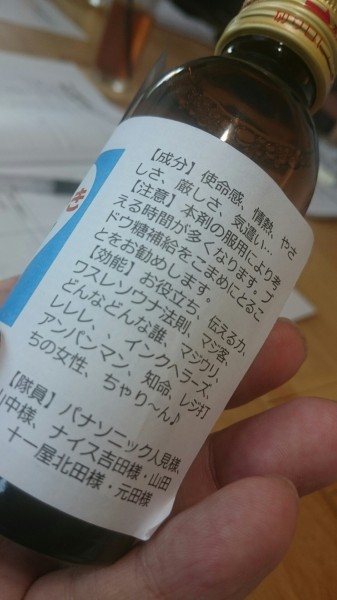 【成分】使命感、情熱、やさ
しさ、厳しさ、気遣い…
【注意】本剤の服用により考
える時間が多くなります。ブ
ドウ糖補給をこまめにとるこ
とをお勧めします。
【効能】お役立ち、伝える力、
ワスレソウナ法則、マジ客、
どんなどんな誰、マジウリ、
レレレ、、インクヘラーズ、
アンパンマン、知命、レジ打
ちの女性、ちゃり〜ん♪
【隊員】パナソニック人見様、
山中様、ナイス吉田様・山田
十一屋北田様・元田様
き